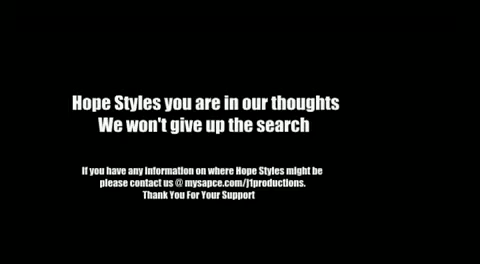 Hope Styles you are in our thoughts
We won't give up the search
If you have any information on where Hope Styles might be
please contact us @ mysapce.com/j1productions.
Thank You For Your Support